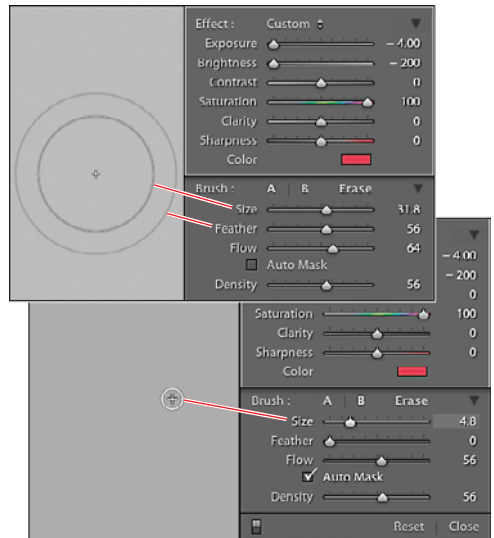 Effect : Custom
Exposure - 4.00
Brightness - 200
Contrast 0
Saturation 100
Clarity 0
Sharpness 0
Color
Brush : A | B Erase
Size 31.8
Feather 56
Flow 64
Auto Mask
Density 56
- 4.00
- 200
0
Saturation 100
Clarity 0
Sharpness 0
Color
Brush : A | B Erase
Size 4.8
Feather 0
Flow 56
Auto Mask
Density 56
Reset | Close